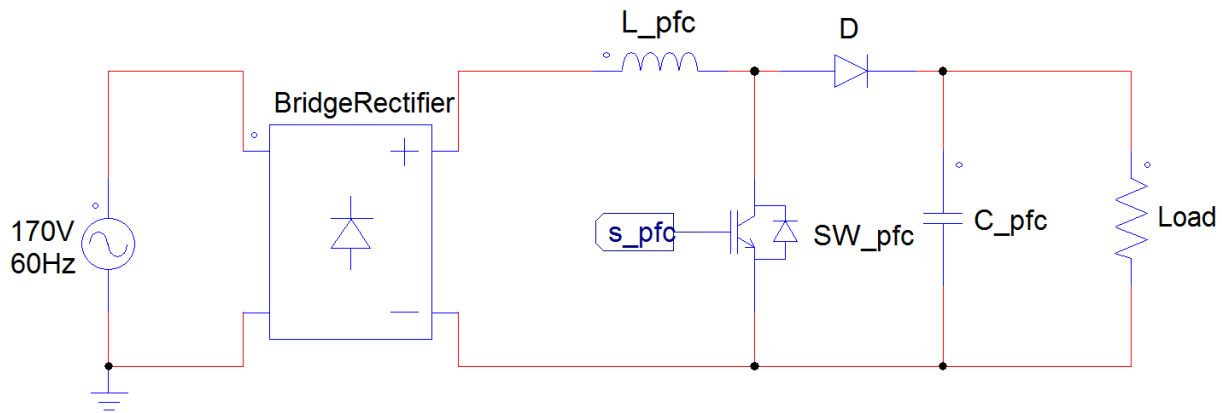 L_pfc
D
BridgeRectifier
170V
60Hz
s_pfc
SW_pfc
C_pfc
Load